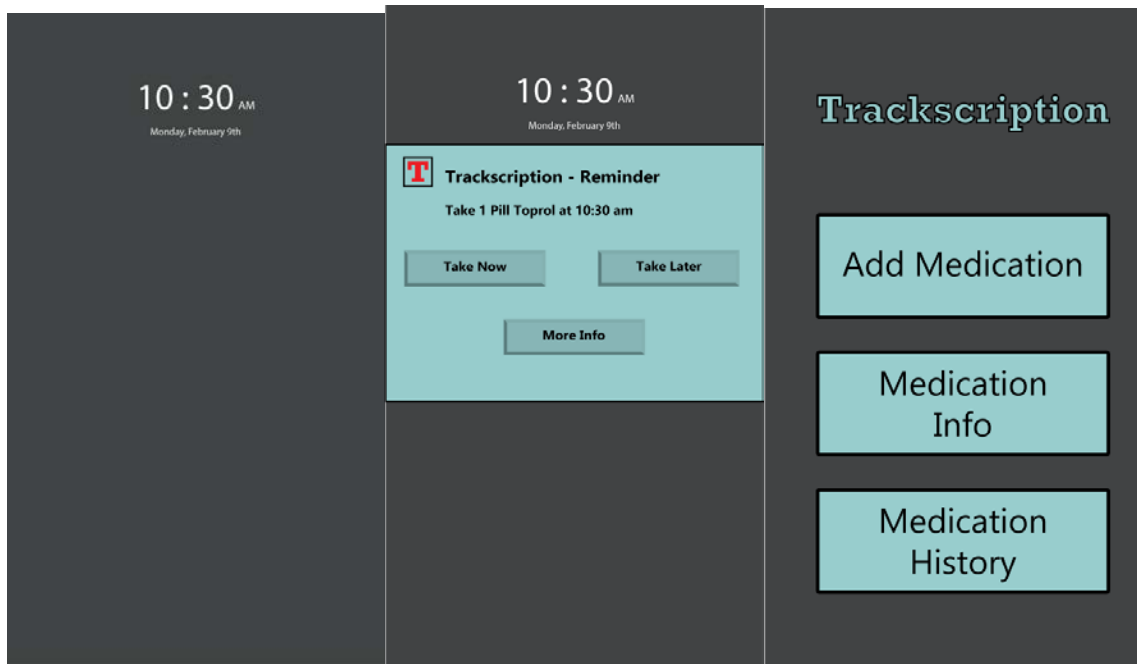 10 : 30 AM
Monday, February 9th
10 : 30 AM
Monday, February 9th
T
Trackscription - Reminder
Take 1 Pill Toprol at 10:30 am
Take Now
Take Later
More Info
Trackscription
Add Medication
Medication
Info
Medication
History